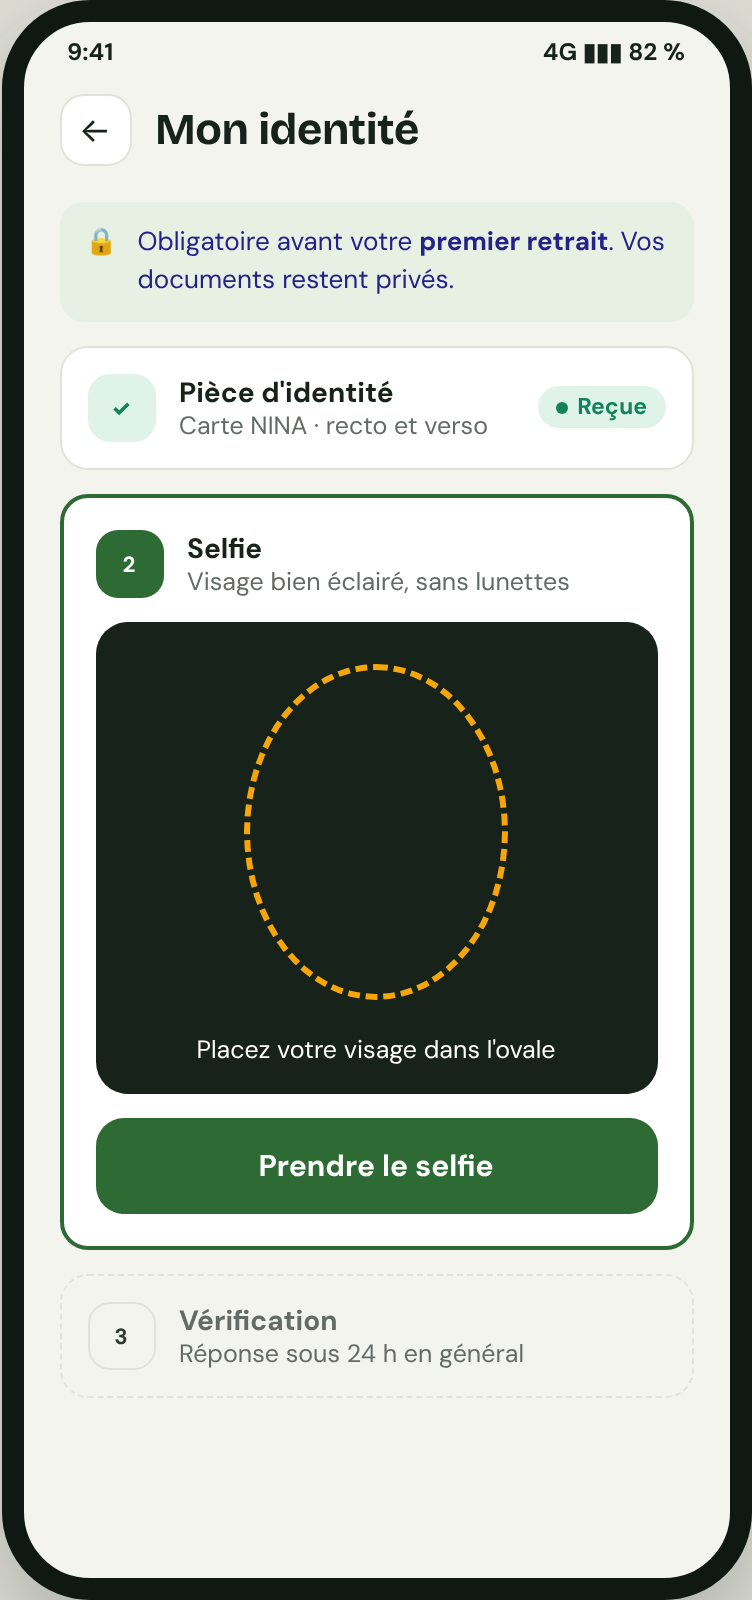 9:41
4G ▮▮▮ 82 %
← Mon identité
🔒 Obligatoire avant votre premier retrait. Vos
documents restent privés.
✓
Pièce d'identité
Carte NINA · recto et verso
Reçue
2
Selfie
Visage bien éclairé, sans lunettes
Placez votre visage dans l'ovale
Prendre le selfie
3
Vérification
Réponse sous 24 h en général